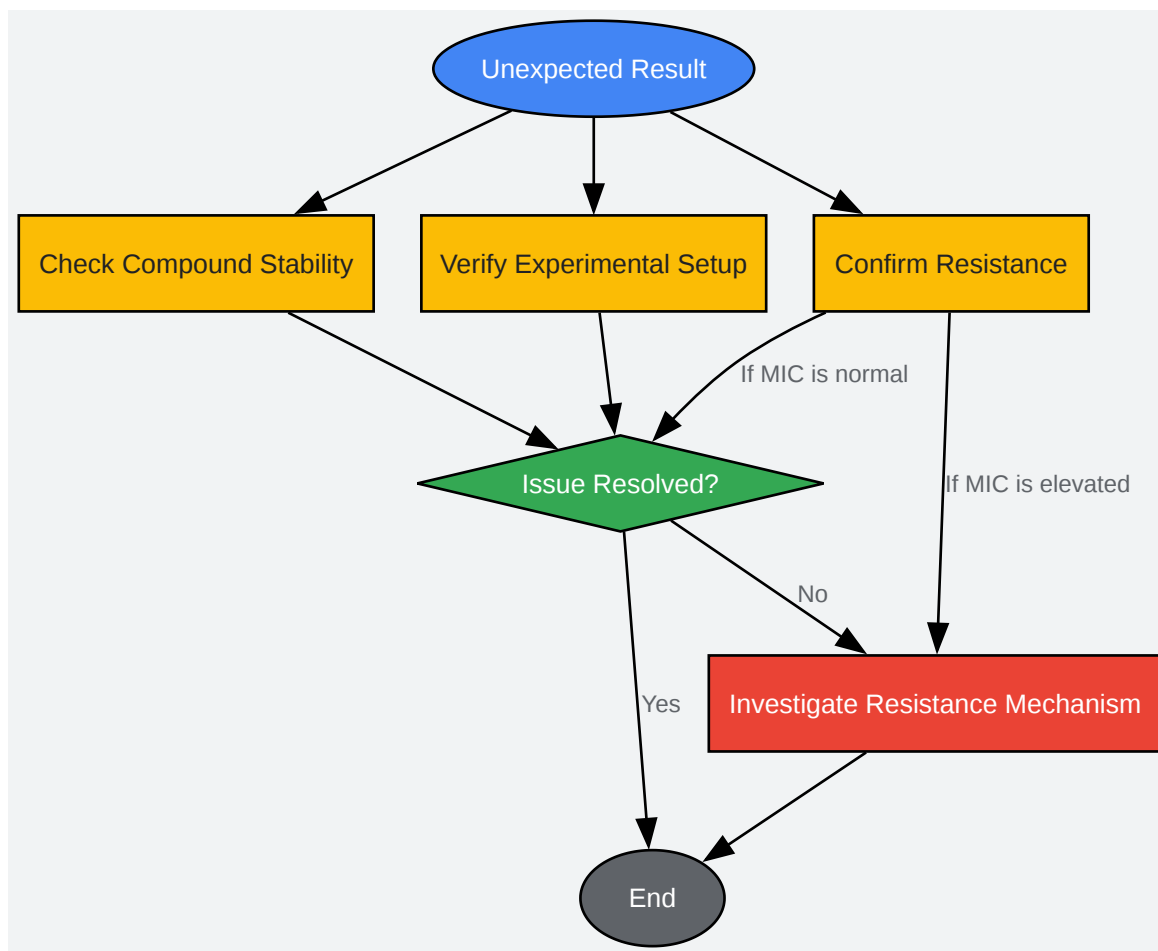 Unexpected Result
Check Compound Stability
Verify Experimental Setup
Confirm Resistance
If MIC is normal
Issue Resolved?
If MIC is elevated
No
Yes
Investigate Resistance Mechanism
End